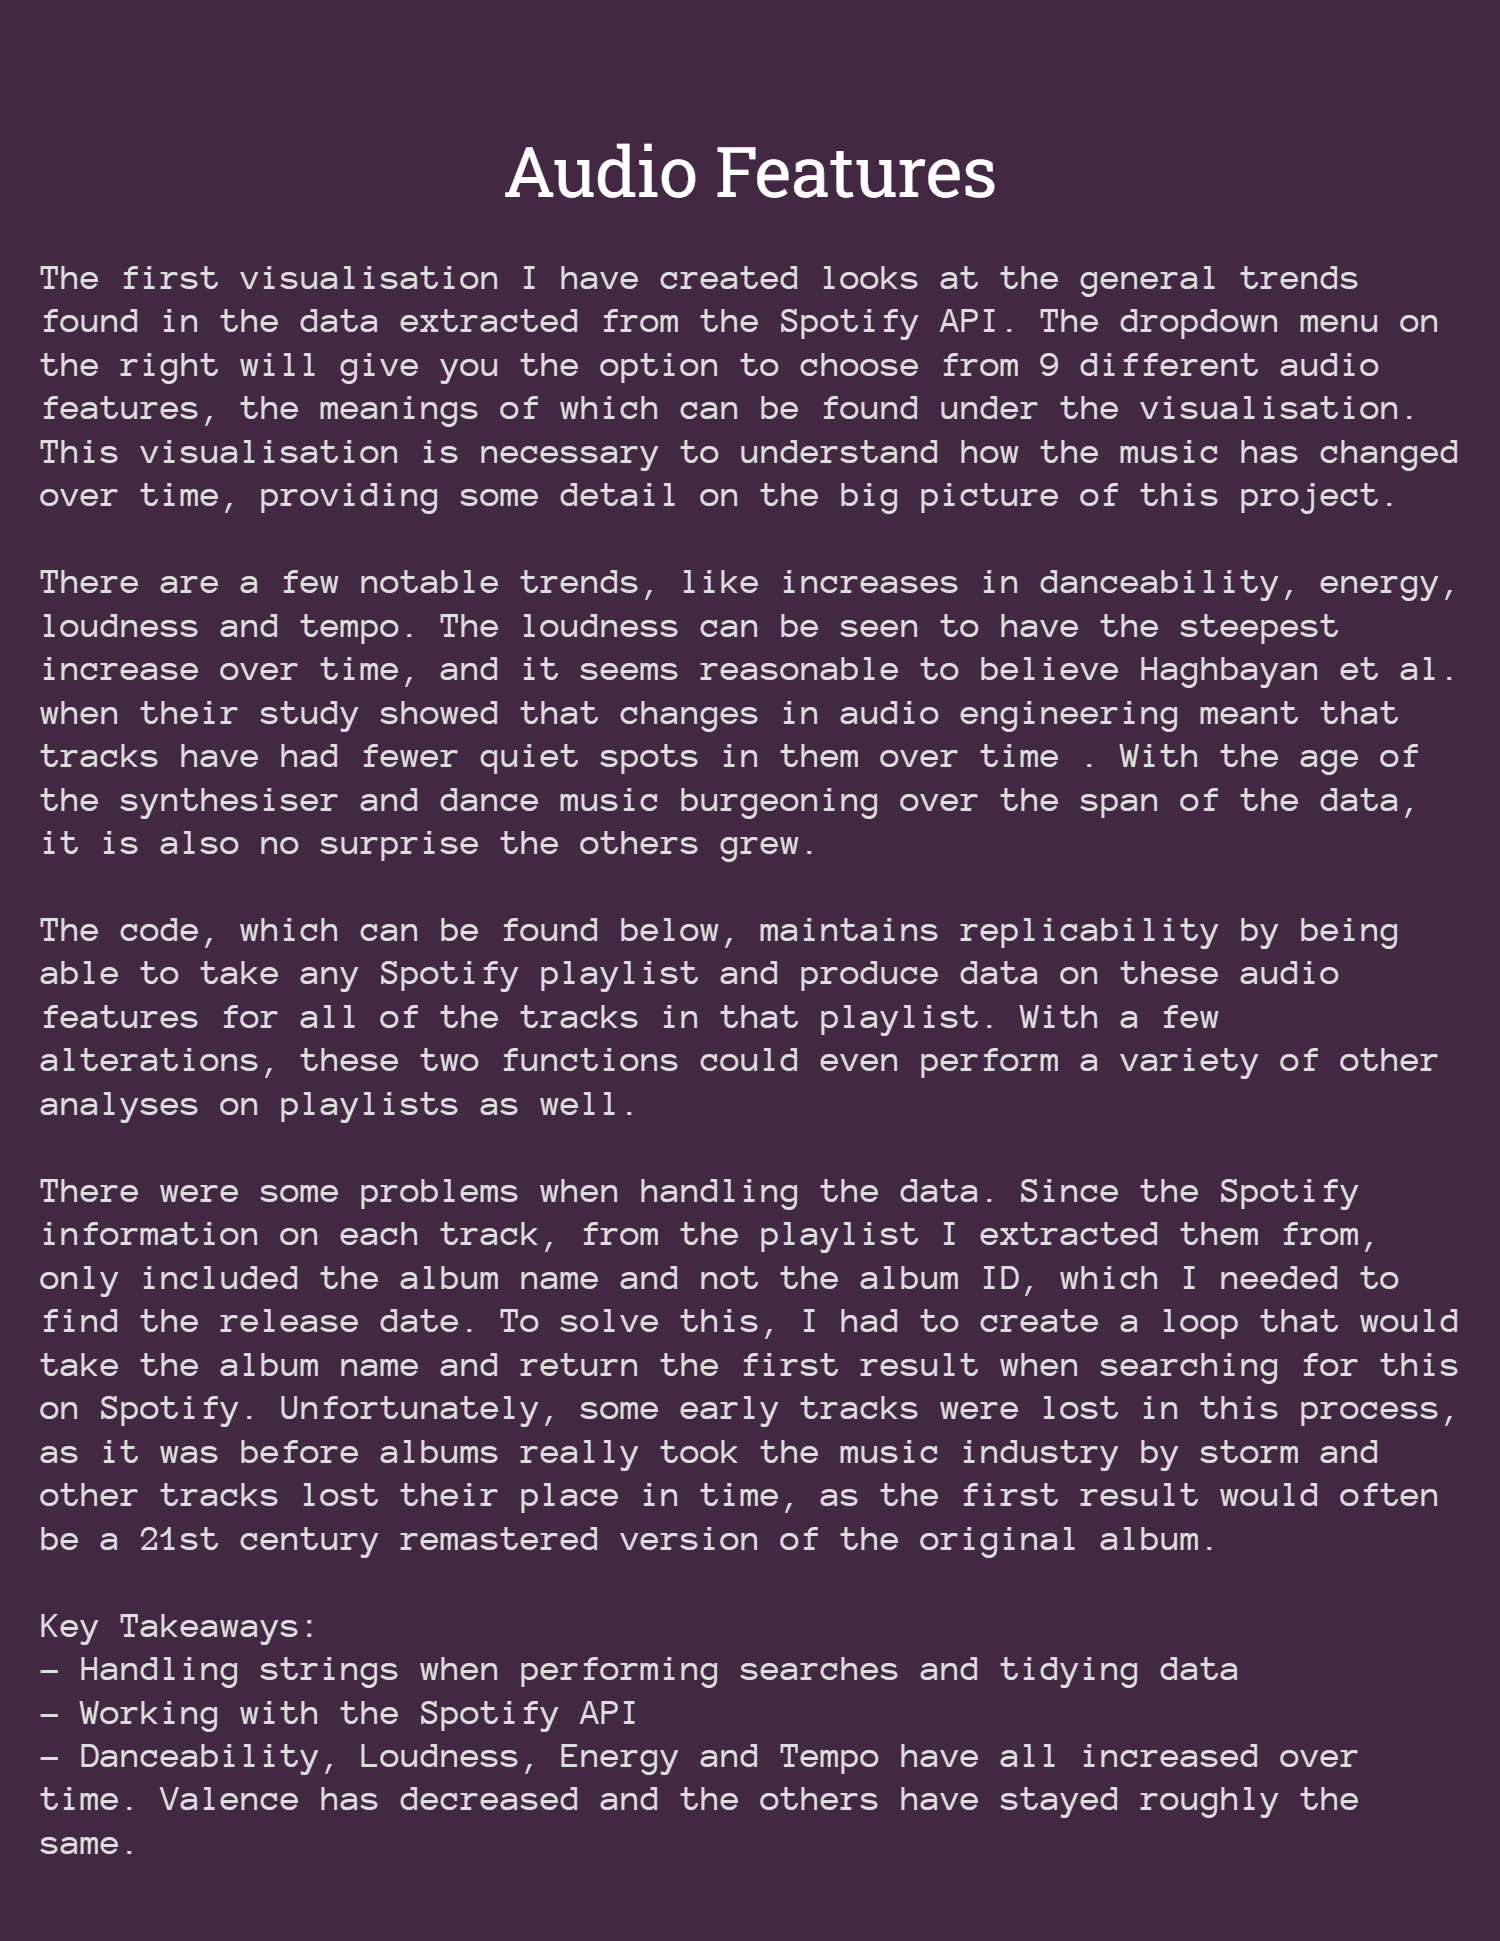 Audio Features
The first visualisation I have created looks at the general trends
found in the data extracted from the Spotify API. The dropdown menu on
the right will give you the option to choose from 9 different audio
features, the meanings of which can be found under the visualisation.
This visualisation is necessary to understand how the music has changed
over time, providing some detail on the big picture of this project.
There are a few notable trends, like increases in danceability, energy,
loudness and tempo. The loudness can be seen to have the steepest
increase over time, and it seems reasonable to believe Haghbayan et al.
when their study showed that changes in audio engineering meant that
tracks have had fewer quiet spots in them over time . With the age of
the synthesiser and dance music burgeoning over the span of the data,
it is also no surprise the others grew.
The code, which can be found below, maintains replicability by being
able to take any Spotify playlist and produce data on these audio
features for all of the tracks in that playlist. With a few
alterations, these two functions could even perform a variety of other
analyses on playlists as well.
There were some problems when handling the data. Since the Spotify
information on each track, from the playlist I extracted them from,
only included the album name and not the album ID, which I needed to
find the release date. To solve this, I had to create a loop that would
take the album name and return the first result when searching for this
on Spotify. Unfortunately, some early tracks were lost in this process,
as it was before albums really took the music industry by storm and
other tracks lost their place in time, as the first result would often
be a 21st century remastered version of the original album.
Key Takeaways:
– Handling strings when performing searches and tidying data
– Working with the Spotify API
– Danceability, Loudness, Energy and Tempo have all increased over
time. Valence has decreased and the others have stayed roughly the
same.